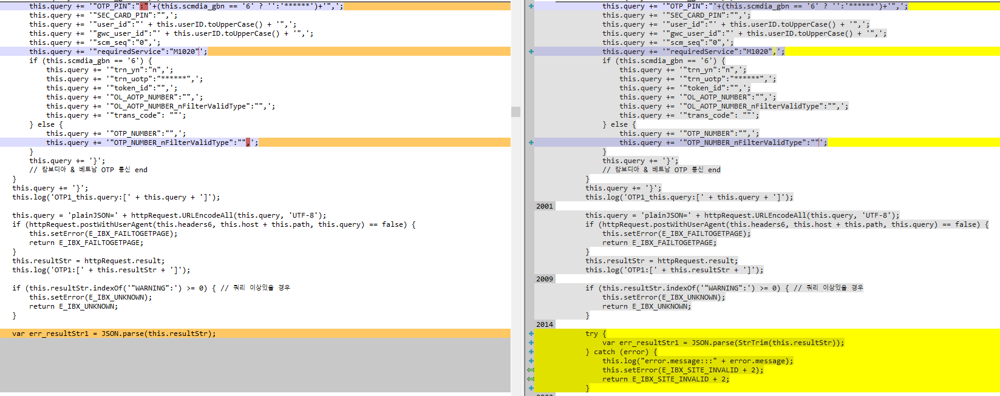 this.query += '"OTP_PIN":":"'+(this.scmdia_gbn == '6' ? '':'******')+'",';
this.query += '"SEC_CARD_PIN":"",';
this.query += '"user_id":"' + this.userID.toUpperCase() + '",';
this.query += '"gwc_user_id":"' + this.userID.toUpperCase() + '",';
this.query += '"scm_seq":"0",';
this.query += '"requiredService":"M1020"';
if (this.scmdia_gbn == '6') {
this.query += '"trn_yn":"n",';
this.query += '"trn_uotp":"******",';
this.query += '"token_id":"",';
this.query += '"OL_AOTP_NUMBER":"",';
this.query += '"OL_AOTP_NUMBER_nFilterValidType":"",';
this.query += '"trans_code": ""';
} else {
this.query += '"OTP_NUMBER":"",';
this.query += '"OTP_NUMBER_nFilterValidType":"",';
}
this.query += '}';
// 캄보디아 & 베트남 OTP 통신 end
}
this.query += '}';
this.log('OTP1_this.query:[' + this.query + ']');
this.query = 'plainJSON=' + httpRequest.URLEncodeAll(this.query, 'UTF-8');
if (httpRequest.postWithUserAgent(this.headers6, this.host + this.path, this.query) == false) {
this.setError(E_IBX_FAILTOGETPAGE);
return E_IBX_FAILTOGETPAGE;
}
this.resultStr = httpRequest.result;
this.log('OTP1:[' + this.resultStr + ']');
if (this.resultStr.indexOf('"WARNING":') >= 0) { // 쿼리 이상있을 경우
this.setError(E_IBX_UNKNOWN);
return E_IBX_UNKNOWN;
}
var err_resultStr1 = JSON.parse(this.resultStr);
this.query += '"OTP_PIN":"'+(this.scmdia_gbn == '6' ? '':'******')+'",';
this.query += '"SEC_CARD_PIN":"",';
this.query += '"user_id":"' + this.userID.toUpperCase() + '",';
this.query += '"gwc_user_id":"' + this.userID.toUpperCase() + '",';
this.query += '"scm_seq":"0",';
this.query += '"requiredService":"M1020",';
if (this.scmdia_gbn == '6') {
this.query += '"trn_yn":"n",';
this.query += '"trn_uotp":"******",';
this.query += '"token_id":"",';
this.query += '"OL_AOTP_NUMBER":"",';
this.query += '"OL_AOTP_NUMBER_nFilterValidType":"",';
this.query += '"trans_code": ""';
} else {
this.query += '"OTP_NUMBER":"",';
this.query += '"OTP_NUMBER_nFilterValidType":""';
}
this.query += '}';
// 캄보디아 & 베트남 OTP 통신 end
}
this.query += '}';
this.log('OTP1_this.query:[' + this.query + ']');
2001
this.query = 'plainJSON=' + httpRequest.URLEncodeAll(this.query, 'UTF-8');
if (httpRequest.postWithUserAgent(this.headers6, this.host + this.path, this.query) == false) {
this.setError(E_IBX_FAILTOGETPAGE);
return E_IBX_FAILTOGETPAGE;
}
this.resultStr = httpRequest.result;
this.log('OTP1:[' + this.resultStr + ']');
2009
if (this.resultStr.indexOf('"WARNING":') >= 0) { // 쿼리 이상있을 경우
this.setError(E_IBX_UNKNOWN);
return E_IBX_UNKNOWN;
}
2014
try {
var err_resultStr1 = JSON.parse(StrTrim(this.resultStr));
} catch (error) {
this.log("error.message:::" + error.message);
this.setError(E_IBX_SITE_INVALID + 2);
return E_IBX_SITE_INVALID + 2;
}